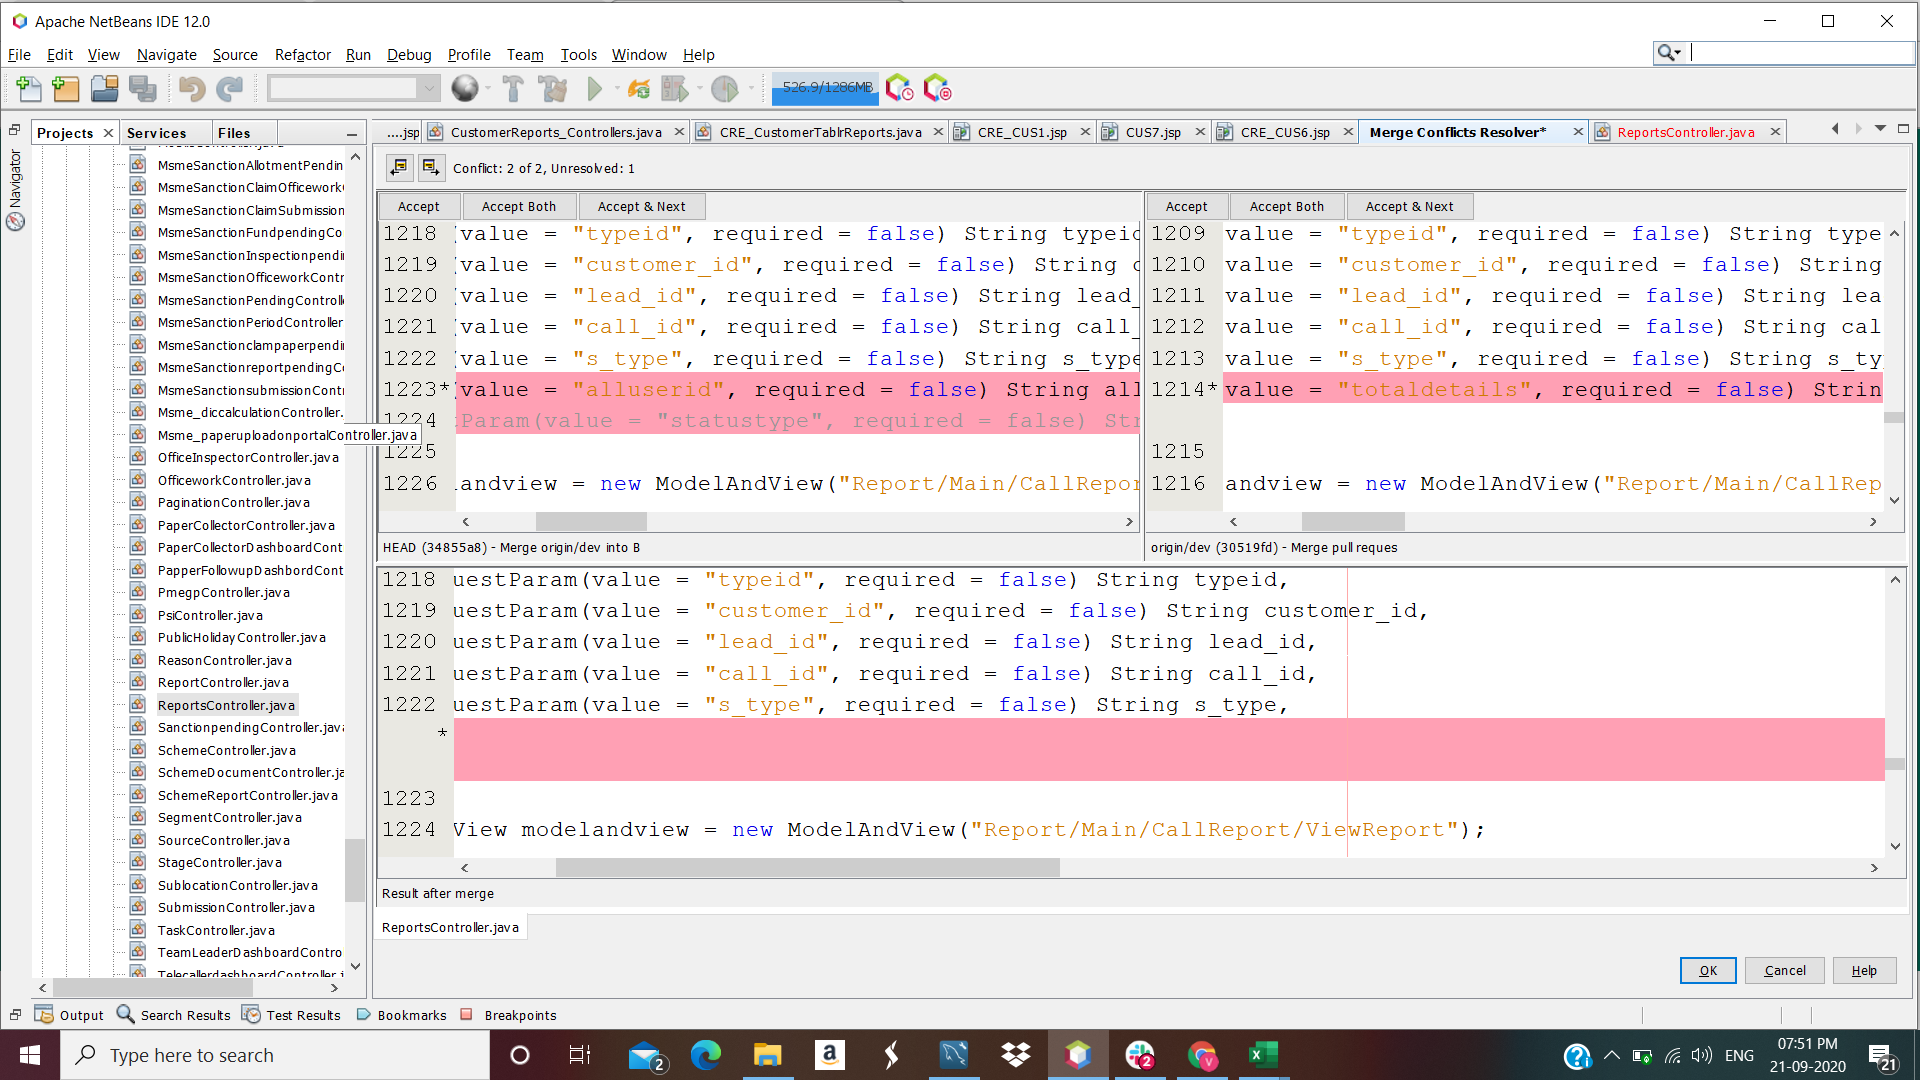 Apache NetBeans IDE 12.0
File Edit View Navigate Source Refactor Run Debug Profile Team Tools Window Help
526.9/1286MB
Projects Services Files
....jsp CustomerReports_Controllers.java CRE_CustomerTablrReports.java CRE_CUS1.jsp CUS7.jsp CRE_CUS6.jsp Merge Conflicts Resolver* ReportsController.java
Navigator
MsmeSanctionAllotmentPendin
MsmeSanctionClaimOfficework
MsmeSanctionClaimSubmission
MsmeSanctionFundpendingCo
MsmeSanctionInspectionpendi
MsmeSanctionOfficeworkContr
MsmeSanctionPendingControll
MsmeSanctionPeriodController
MsmeSanctionclampaperpendi
MsmeSanctionreportpendingCo
MsmeSanctionsubmissionContr
Msme_diccalculationController.
Msme_paperuploadonportalController.java
OfficeInspectorController.java
OfficeworkController.java
PaginationController.java
PaperCollectorController.java
PaperCollectorDashboardCont
PapperFollowupDashbordCont
PmegpController.java
PsiController.java
PublicHolidayController.java
ReasonController.java
ReportController.java
ReportsController.java
SanctionpendingController.java
SchemeController.java
SchemeDocumentController.ja
SchemeReportController.java
SegmentController.java
SourceController.java
StageController.java
SublocationController.java
SubmissionController.java
TaskController.java
TeamLeaderDashboardContro
TelecallerdashboardController.j
Conflict: 2 of 2, Unresolved: 1
Accept Accept Both Accept & Next
1218 (value = "typeid", required = false) String typeid
1219 (value = "customer_id", required = false) String c
1220 (value = "lead_id", required = false) String lead_
1221 (value = "call_id", required = false) String call_
1222 (value = "s_type", required = false) String s_type
1223* (value = "alluserid", required = false) String all
1224 tParam(value = "statustype", required = false) Str
1225
1226 landview = new ModelAndView("Report/Main/CallRepor
HEAD (34855a8) - Merge origin/dev into B
Accept Accept Both Accept & Next
1209 value = "typeid", required = false) String type
1210 value = "customer_id", required = false) String
1211 value = "lead_id", required = false) String lea
1212 value = "call_id", required = false) String cal
1213 value = "s_type", required = false) String s_ty
1214* value = "totaldetails", required = false) Strin
1215
1216 andview = new ModelAndView("Report/Main/CallRep
origin/dev (30519fd) - Merge pull reques
1218 uestParam(value = "typeid", required = false) String typeid,
1219 uestParam(value = "customer_id", required = false) String customer_id,
1220 uestParam(value = "lead_id", required = false) String lead_id,
1221 uestParam(value = "call_id", required = false) String call_id,
1222 uestParam(value = "s_type", required = false) String s_type,
*
1223
1224 View modelandview = new ModelAndView("Report/Main/CallReport/ViewReport");
Result after merge
ReportsController.java
OK Cancel Help
Output Search Results Test Results Bookmarks Breakpoints
Type here to search
2
a
2
V
ENG
07:51 PM
21-09-2020
21